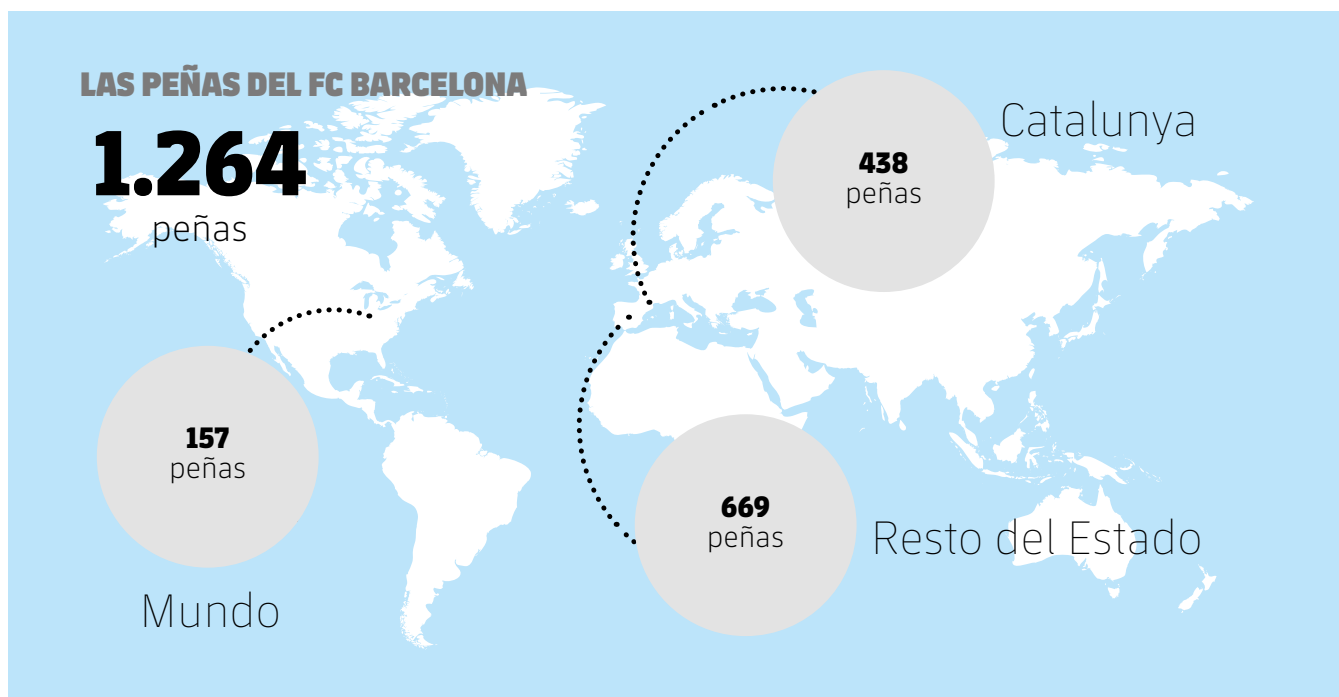 LAS PEÑAS DEL FC BARCELONA
1.264
peñas
Catalunya
438
peñas
157
peñas
Mundo
669
peñas
Resto del Estado